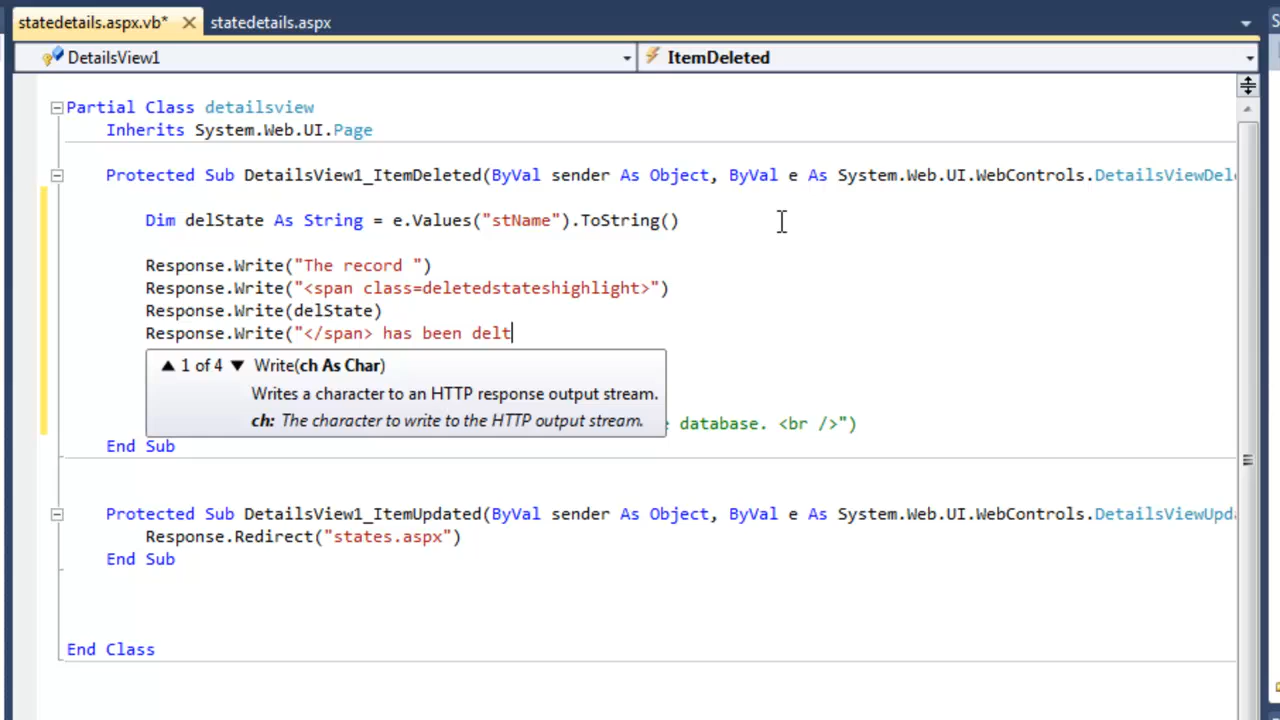 statedetails.aspx.vb* statedetails.aspx
DetailsView1 ItemDeleted
Partial Class detailsview
Inherits System.Web.UI.Page
Protected Sub DetailsView1_ItemDeleted(ByVal sender As Object, ByVal e As System.Web.UI.WebControls.DetailsViewDel
Dim delState As String = e.Values("stName").ToString()
Response.Write("The record ")
Response.Write("<span class=deletedstateshighlight>")
Response.Write(delState)
Response.Write("</span> has been delt
1 of 4 Write(ch As Char)
Writes a character to an HTTP response output stream.
ch: The character to write to the HTTP output stream.
database. <br />")
End Sub
Protected Sub DetailsView1_ItemUpdated(ByVal sender As Object, ByVal e As System.Web.UI.WebControls.DetailsViewUpd
Response.Redirect("states.aspx")
End Sub
End Class